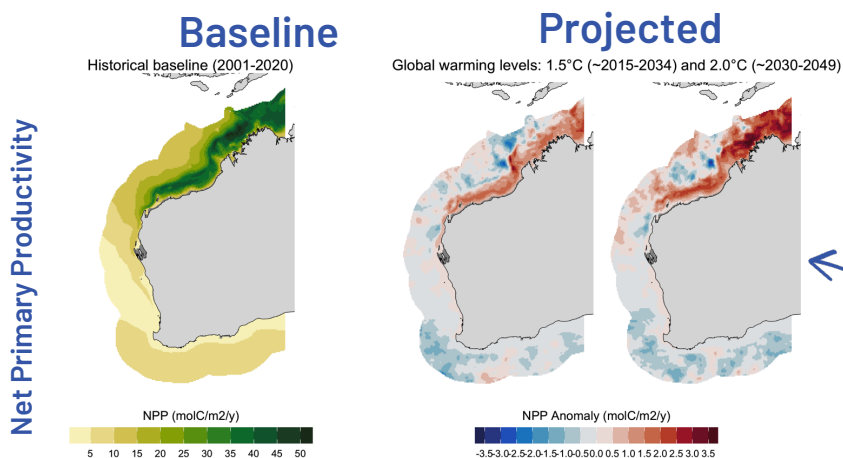 Baseline
Projected
Historical baseline (2001-2020)
Global warming levels: 1.5°C (~2015-2034) and 2.0°C (~2030-2049)
Net Primary Productivity
NPP (molC/m2/y)
5 10 15 20 25 30 35 40 45 50
NPP Anomaly (molC/m2/y)
-3.5-3.0-2.5-2.0-1.5-1.0-0.50.0 0.5 1.0 1.5 2.0 2.5 3.0 3.5